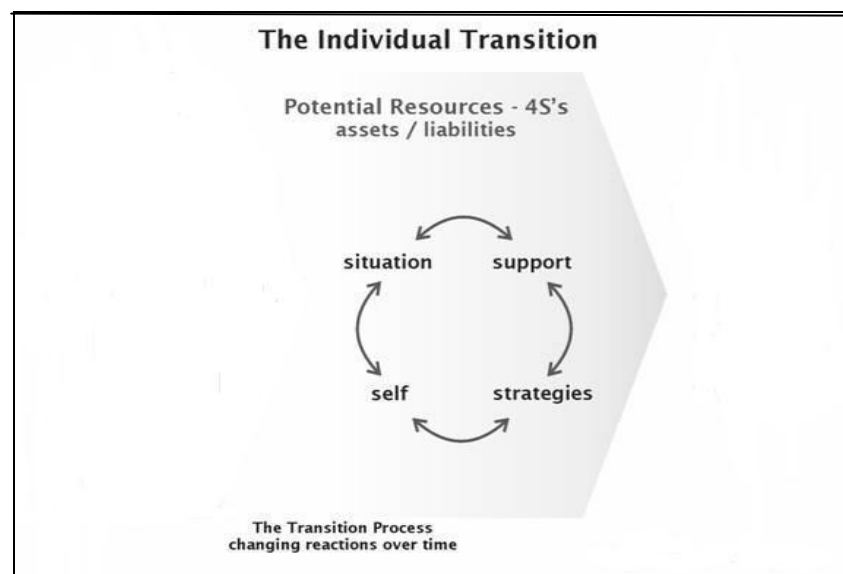 The Individual Transition
Potential Resources - 4S's
assets / liabilities
situation
support
self
strategies
The Transition Process
changing reactions over time